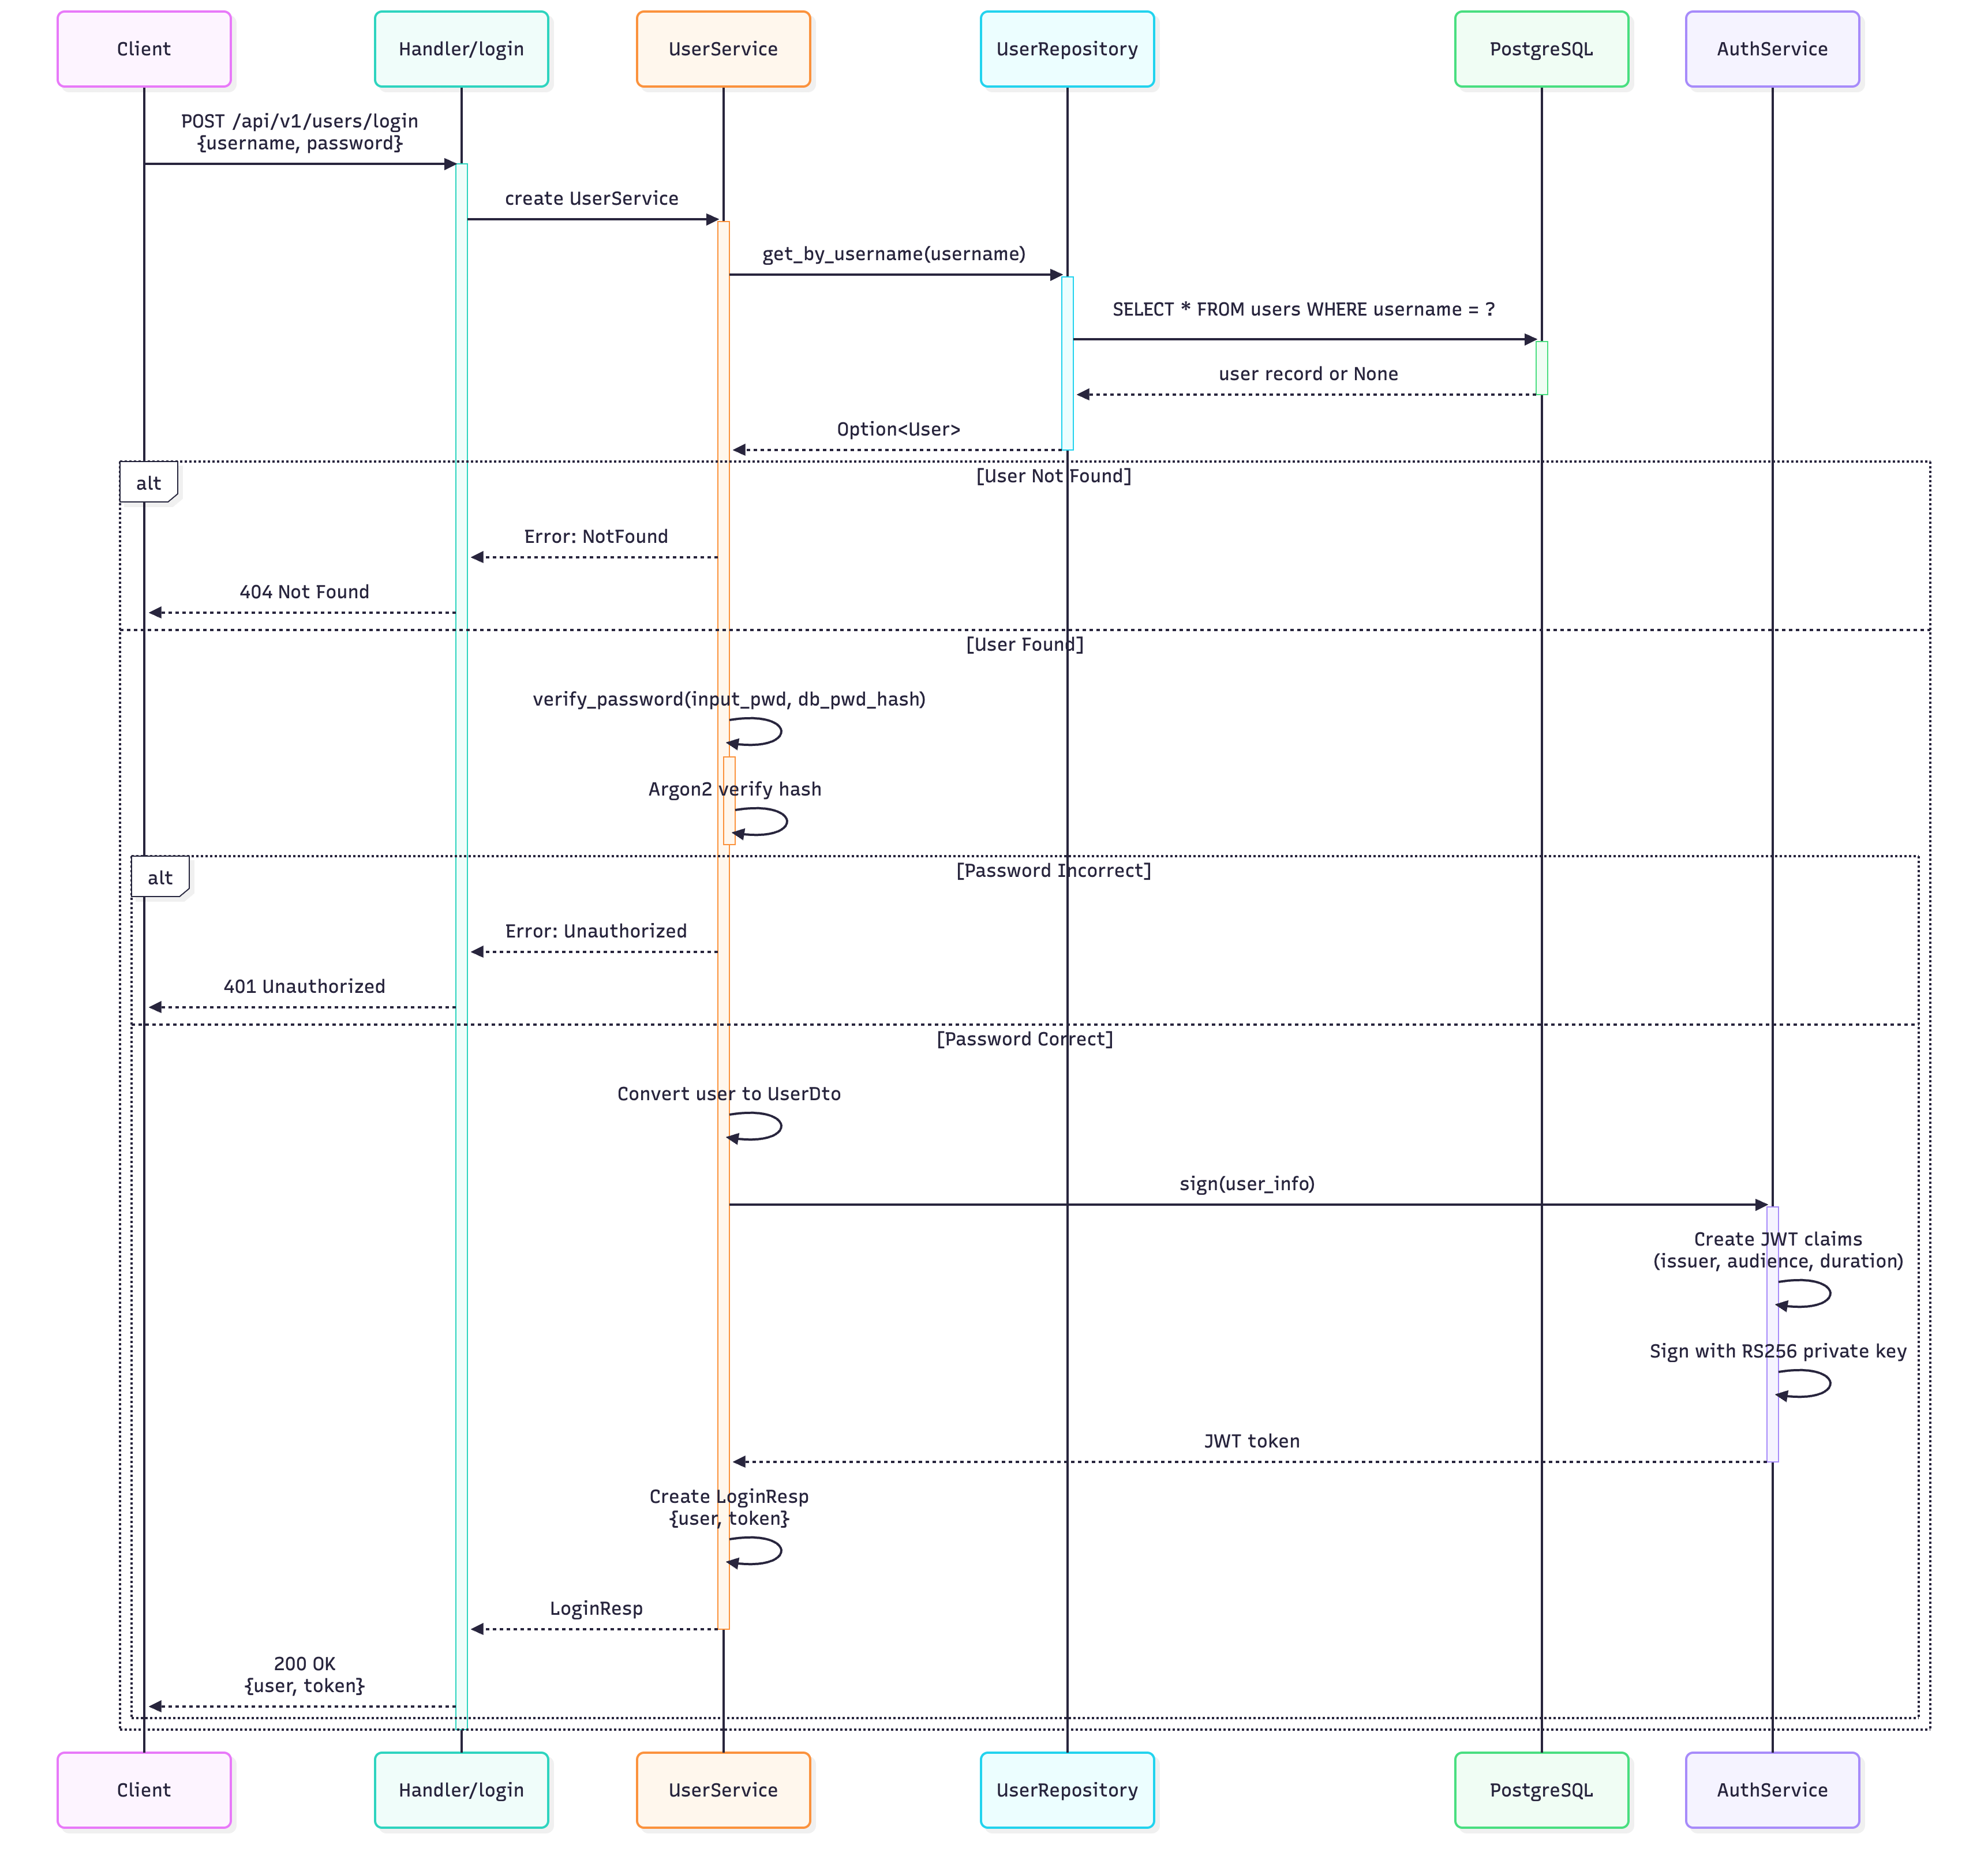 Client
Handler/login
UserService
UserRepository
PostgreSQL
AuthService
POST /api/v1/users/login
{username, password}
create UserService
get_by_username(username)
SELECT * FROM users WHERE username = ?
user record or None
Option<User>
alt
[User Not Found]
Error: NotFound
404 Not Found
[User Found]
verify_password(input_pwd, db_pwd_hash)
Argon2 verify hash
alt
[Password Incorrect]
Error: Unauthorized
401 Unauthorized
[Password Correct]
Convert user to UserDto
sign(user_info)
Create JWT claims
(issuer, audience, duration)
Sign with RS256 private key
JWT token
Create LoginResp
{user, token}
LoginResp
200 OK
{user, token}
Client
Handler/login
UserService
UserRepository
PostgreSQL
AuthService